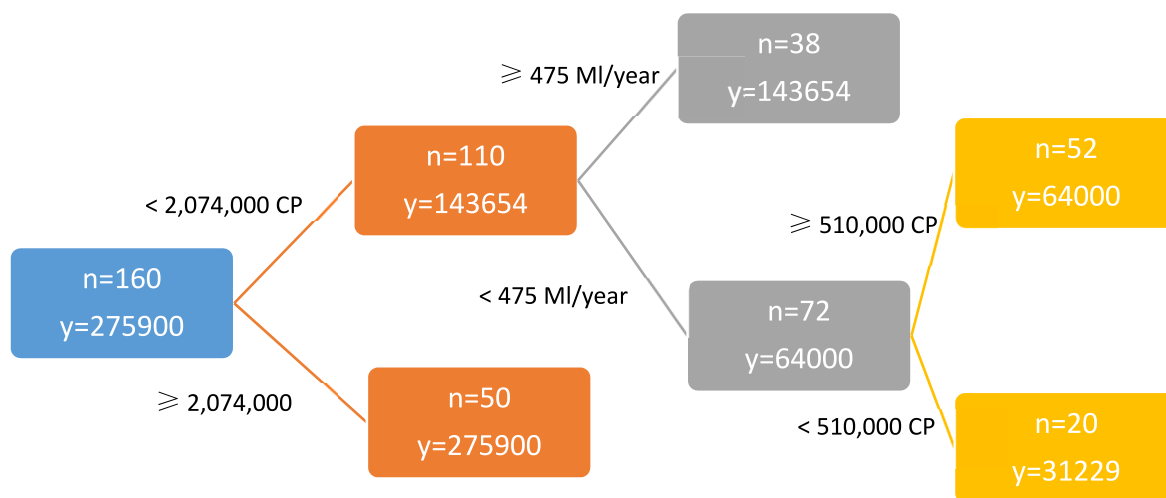 n=160
y=275900
< 2,074,000 CP
≥ 2,074,000
n=110
y=143654
n=50
y=275900
≥ 475 Ml/year
< 475 Ml/year
n=38
y=143654
n=72
y=64000
≥ 510,000 CP
< 510,000 CP
n=52
y=64000
n=20
y=31229